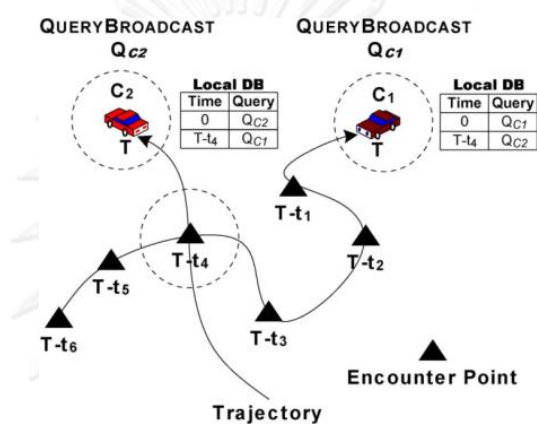 QUERYBROADCAST QUERYBROADCAST
QC2 QC1
C2 Local DB C1 Local DB
Time Query Time Query
0 QC2 0 QC1
T-t4 QC1 T-t4 QC2
T T
T-t1
T-t4 T-t2
T-t5
T-t6 T-t3
Encounter Point
Trajectory